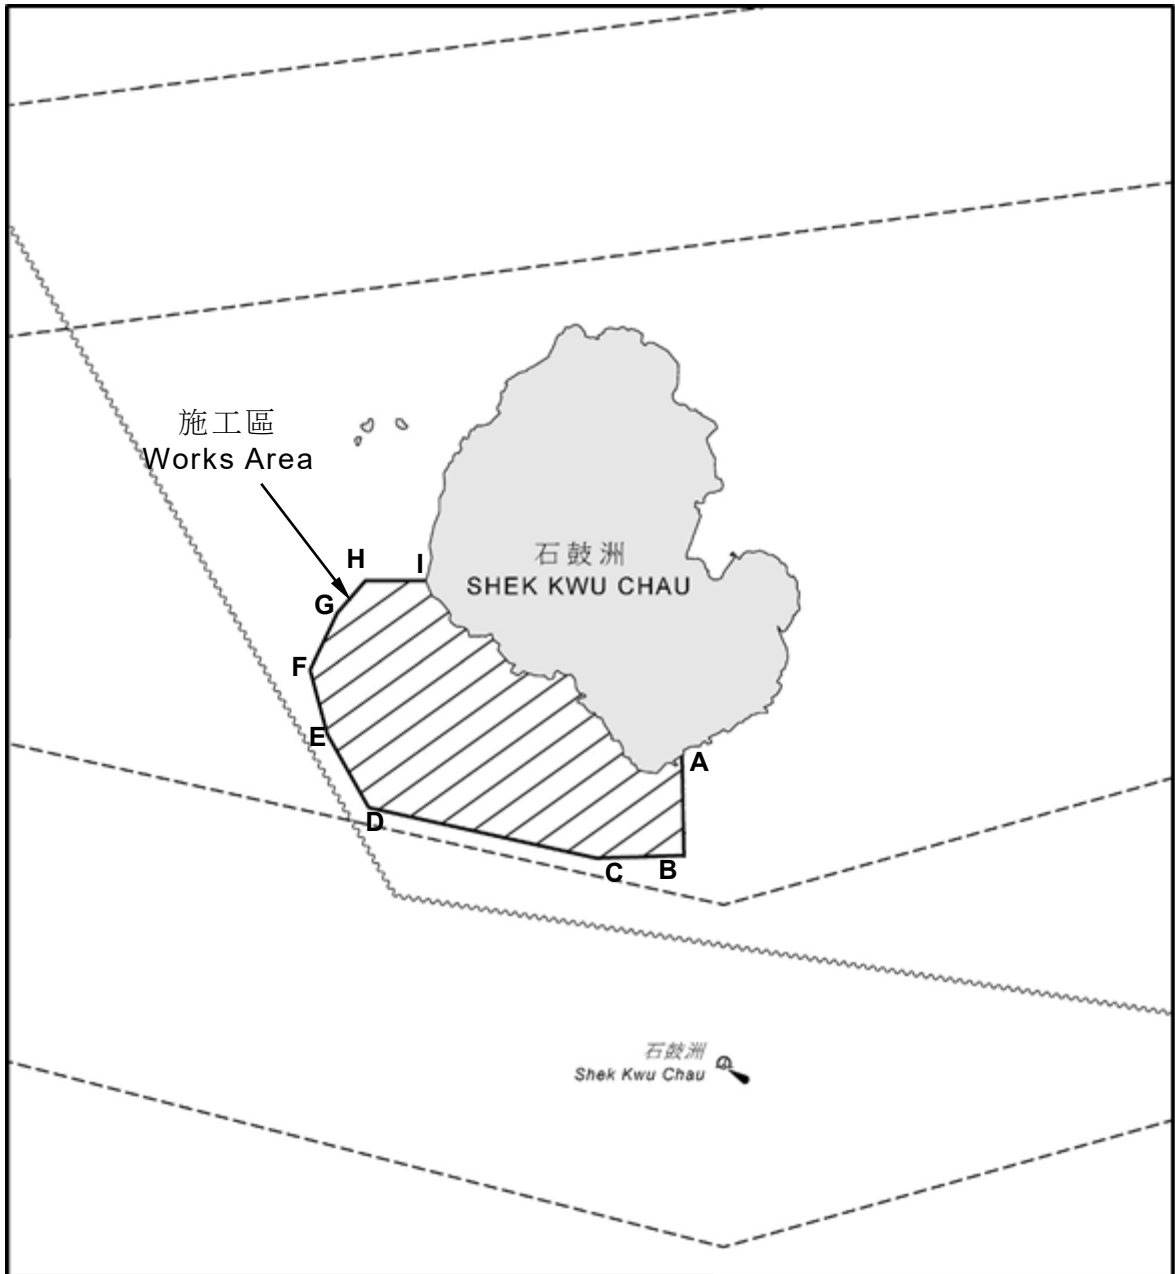 施工區
Works Area
H
I
石鼓洲
SHEK KWU CHAU
G
F
E
A
D
C
B
石鼓洲
Shek Kwu Chau